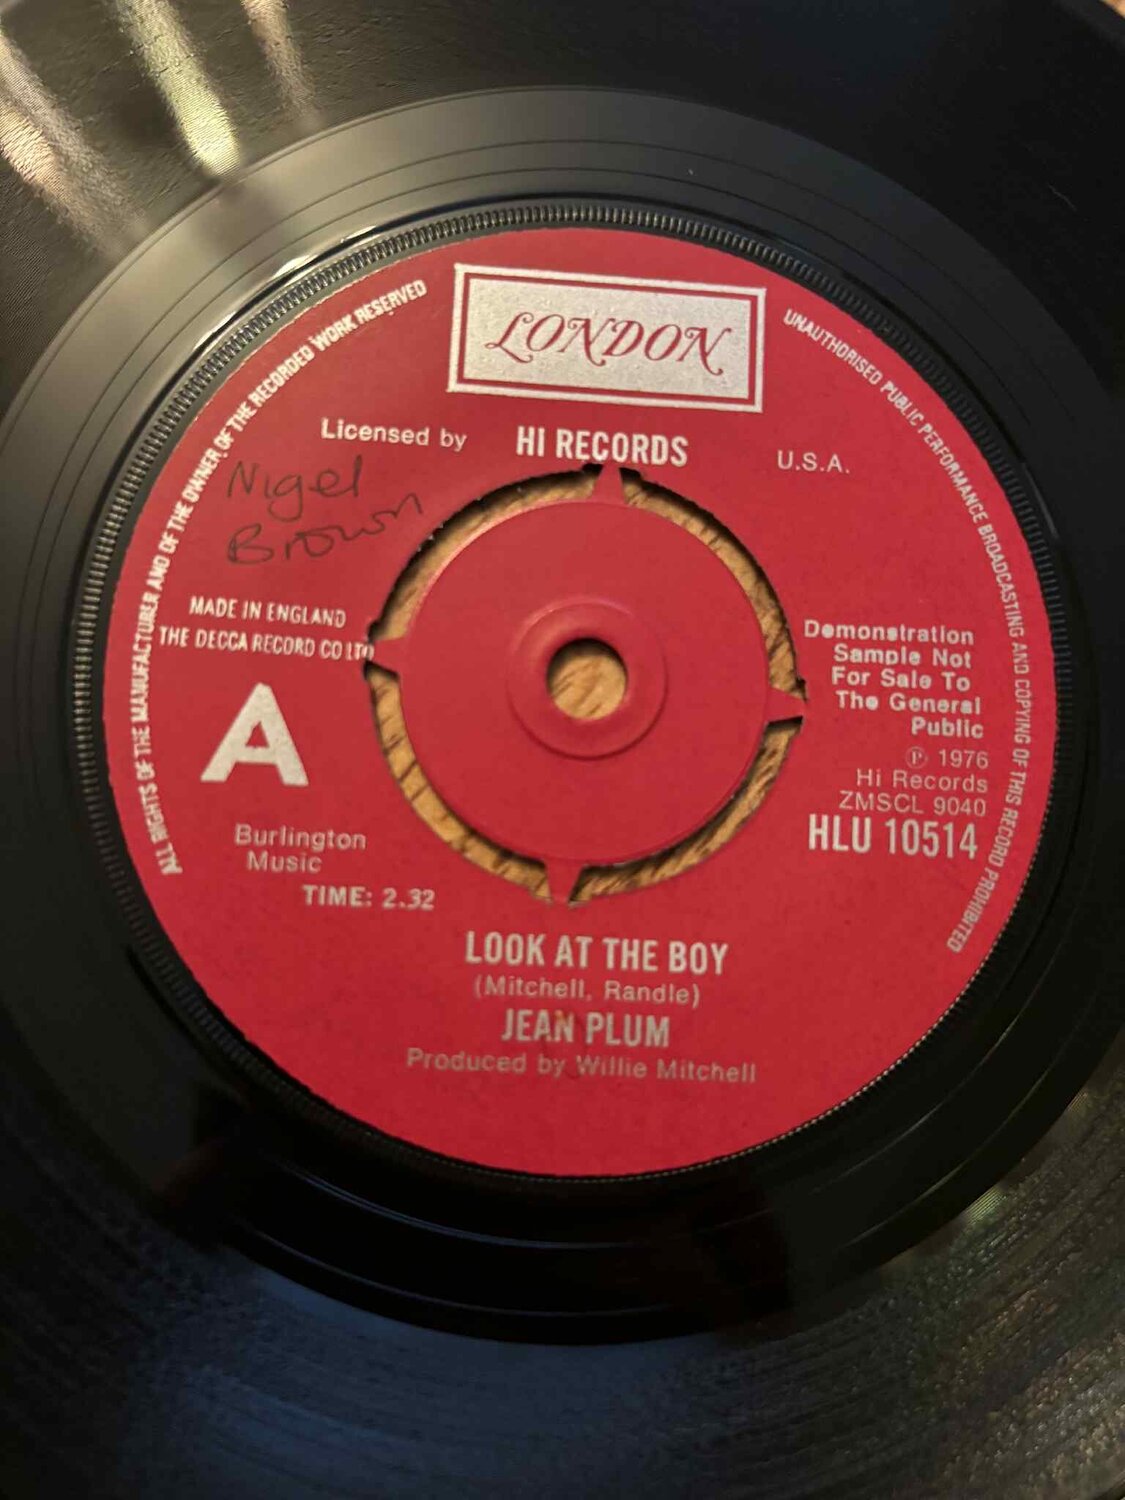 LONDON
ALL RIGHTS OF THE MANUFACTURER AND OF THE OWNER OF THE RECORDED WORK RESERVED
UNAUTHORISED PUBLIC PERFORMANCE BROADCASTING AND COPYING OF THIS RECORD PROHIBITED
Licensed by HI RECORDS U.S.A.
Nigel
Brown
MADE IN ENGLAND
THE DECCA RECORD CO LTD
A
Demonstration
Sample Not
For Sale To
The General
Public
℗ 1976
Hi Records
ZMSCL 9040
HLU 10514
Burlington
Music
TIME: 2.32
LOOK AT THE BOY
(Mitchell, Randle)
JEAN PLUM
Produced by Willie Mitchell